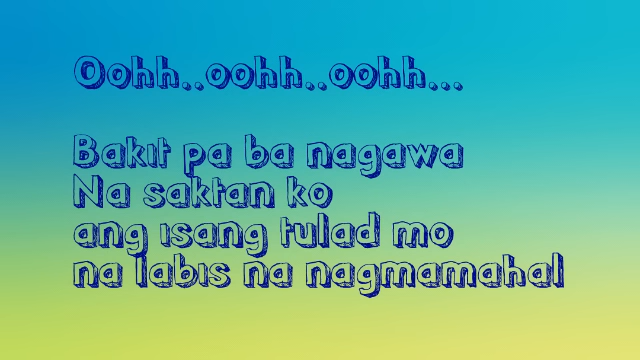 Oohh..oohh..oohh...
Bakit pa ba nagawa
Na saktan ko
ang isang tulad mo
na labis na nagmamahal